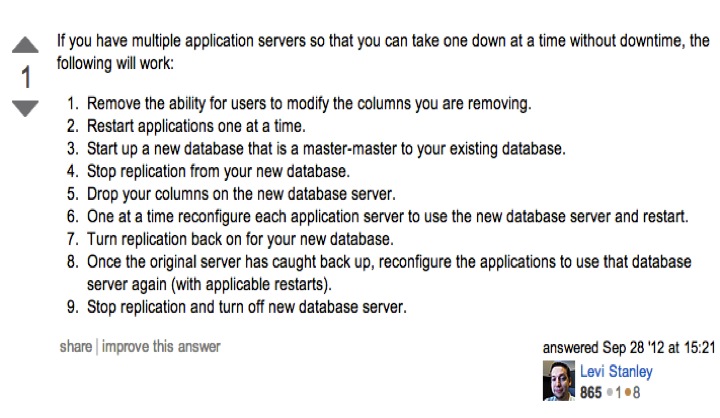 If you have multiple application servers so that you can take one down at a time without downtime, the
following will work:
1
1. Remove the ability for users to modify the columns you are removing.
2. Restart applications one at a time.
3. Start up a new database that is a master-master to your existing database.
4. Stop replication from your new database.
5. Drop your columns on the new database server.
6. One at a time reconfigure each application server to use the new database server and restart.
7. Turn replication back on for your new database.
8. Once the original server has caught back up, reconfigure the applications to use that database
server again (with applicable restarts).
9. Stop replication and turn off new database server.
share | improve this answer
answered Sep 28 '12 at 15:21
Levi Stanley
865 ●1 ●8